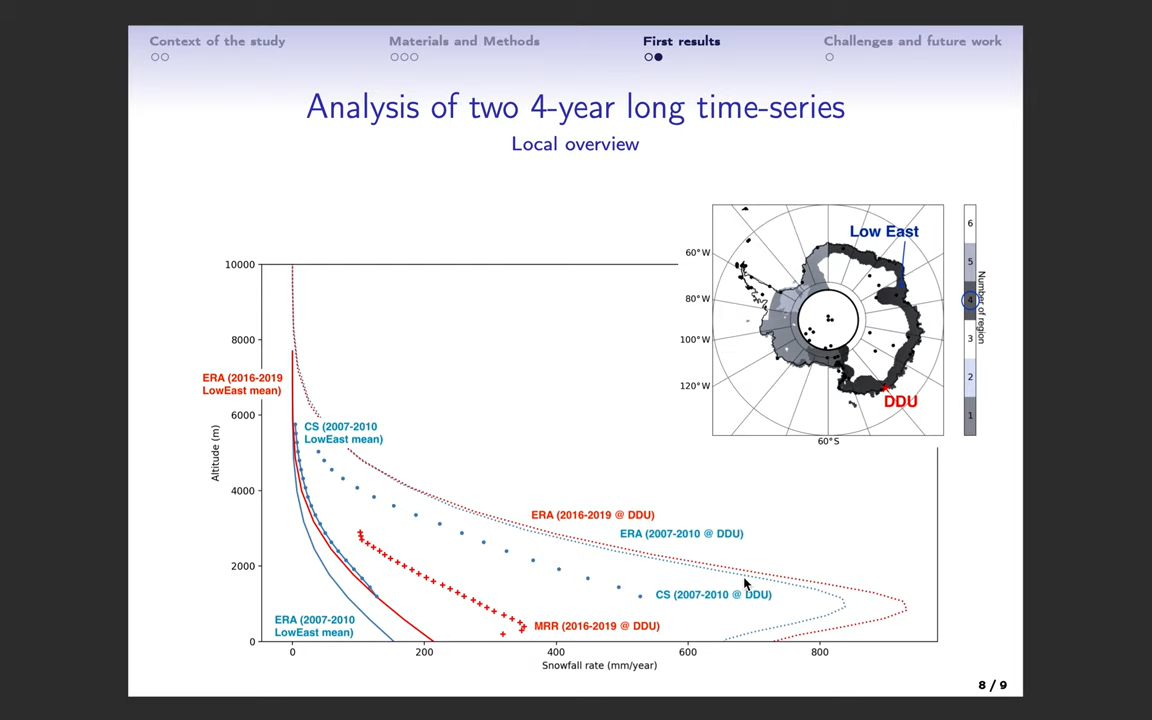 Context of the study
Materials and Methods
First results
Challenges and future work
Analysis of two 4-year long time-series
Local overview
Low East
DDU
60°W
80°W
100°W
120°W
60°S
6
5
4
3
2
1
Number of region
10000
8000
6000
4000
2000
0
Altitude (m)
ERA (2016-2019
LowEast mean)
CS (2007-2010
LowEast mean)
ERA (2016-2019 @ DDU)
ERA (2007-2010 @ DDU)
CS (2007-2010 @ DDU)
MRR (2016-2019 @ DDU)
ERA (2007-2010
LowEast mean)
0
200
400
600
800
Snowfall rate (mm/year)
8 / 9